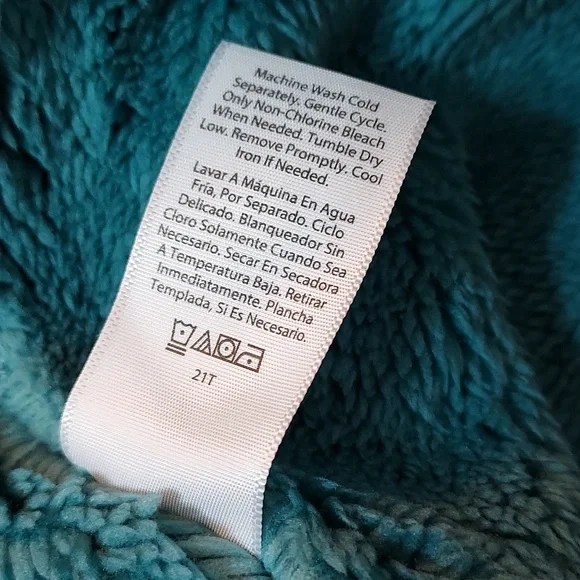 Machine Wash Cold
Separately. Gentle Cycle.
Only Non-Chlorine Bleach
When Needed. Tumble Dry
Low. Remove Promptly. Cool
Iron If Needed.
Lavar A Máquina En Agua
Fría, Por Separado. Ciclo
Delicado. Blanqueador Sin
Cloro Solamente Cuando Sea
Necesario. Secar En Secadora
A Temperatura Baja. Retirar
Inmediatamente. Plancha
Templada, Si Es Necesario.
21T